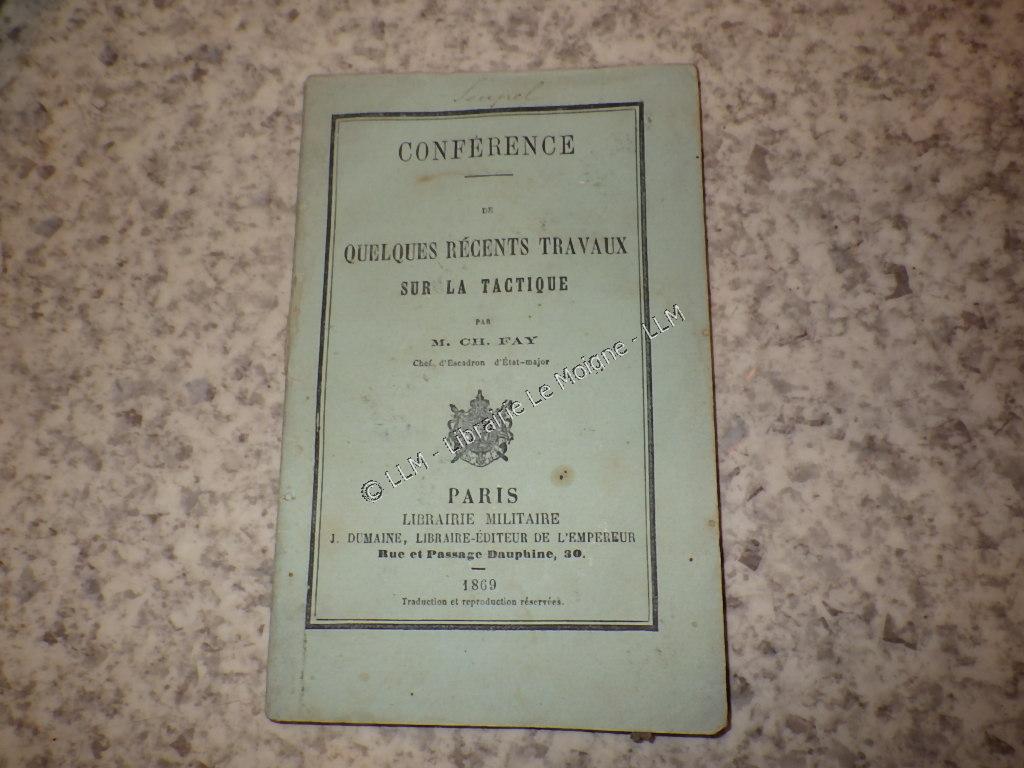 CONFÉRENCE
DE
QUELQUES RÉCENTS TRAVAUX
SUR LA TACTIQUE
PAR
M. CH. FAY
Chef d'Escadron d'État-major
© LLM - Librairie Le Moigne - LLM
PARIS
LIBRAIRIE MILITAIRE
J. DUMAINE, LIBRAIRE-ÉDITEUR DE L'EMPEREUR
Rue et Passage Dauphine, 30.
1869
Traduction et reproduction réservées.